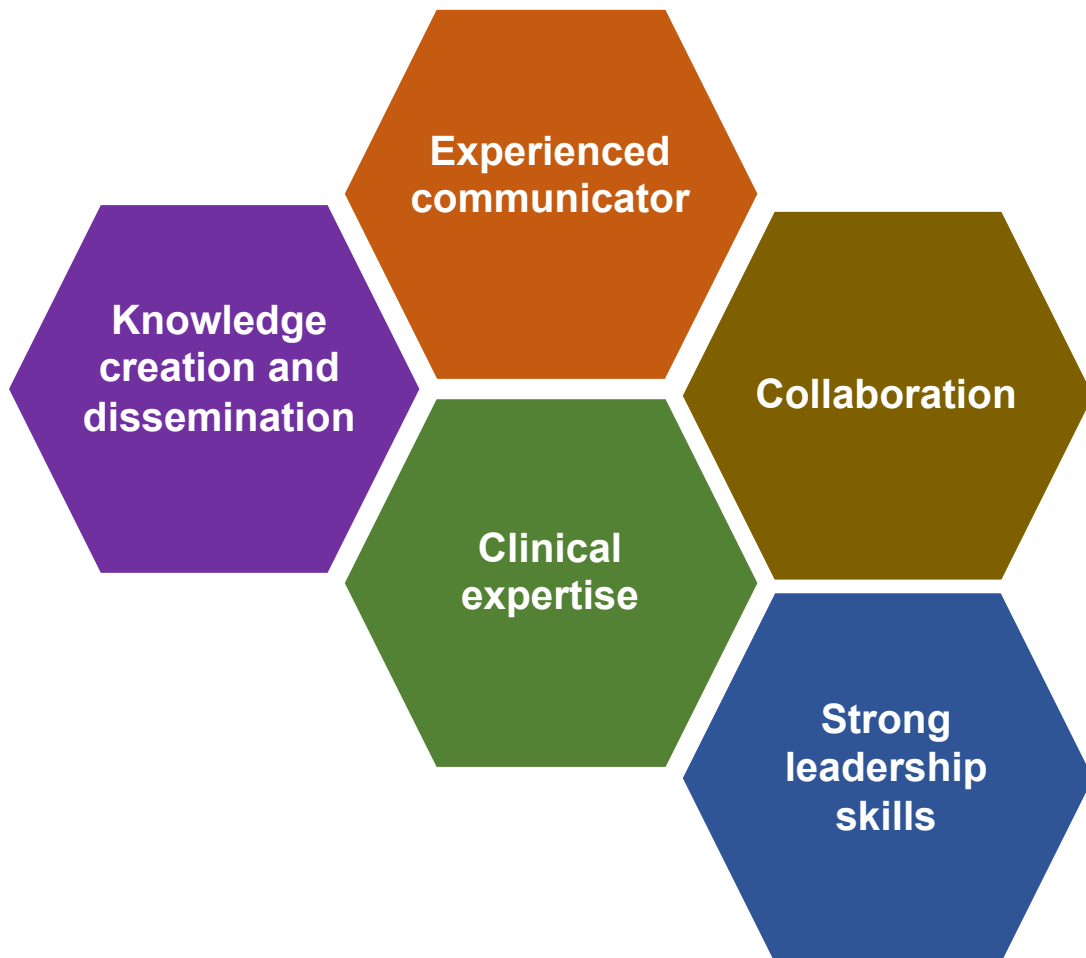 Experienced
communicator
Knowledge
creation and
dissemination
Collaboration
Clinical
expertise
Strong
leadership
skills